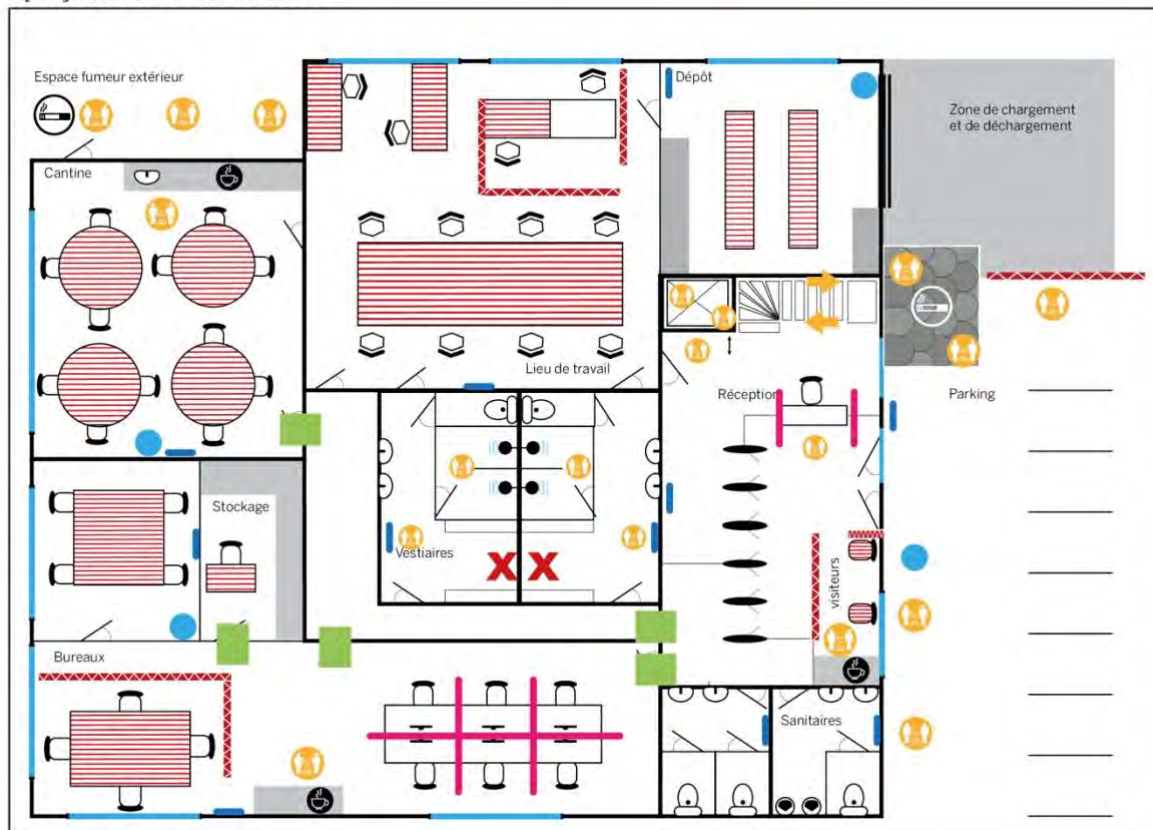 Espace fumeur extérieur
Dépôt
Zone de chargement
et de déchargement
Cantine
Lieu de travail
Réception
Parking
Stockage
Vestiaires
visiteurs
Bureaux
Sanitaires